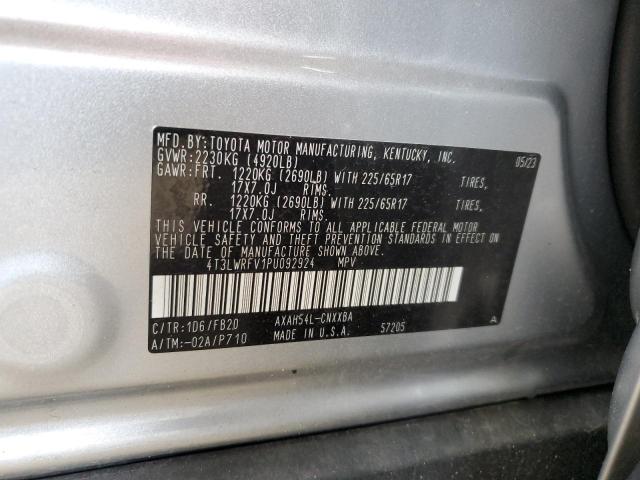 MFD.BY:TOYOTA MOTOR MANUFACTURING, KENTUCKY, INC. 05/23
GVWR:2230KG (4920LB)
GAWR:FRT. 1220KG (2690LB) WITH 225/65R17 TIRES,
17X7.0J RIMS.
RR. 1220KG (2690LB) WITH 225/65R17 TIRES,
17X7.0J RIMS.
THIS VEHICLE CONFORMS TO ALL APPLICABLE FEDERAL MOTOR
VEHICLE SAFETY AND THEFT PREVENTION STANDARDS IN EFFECT ON
THE DATE OF MANUFACTURE SHOWN ABOVE.
4T3LWRFV1PU092924 MPV
C/TR:1D6/FB20 AXAH54L-CNXXBA A
A/TM:-02A/P710 MADE IN U.S.A. 57205